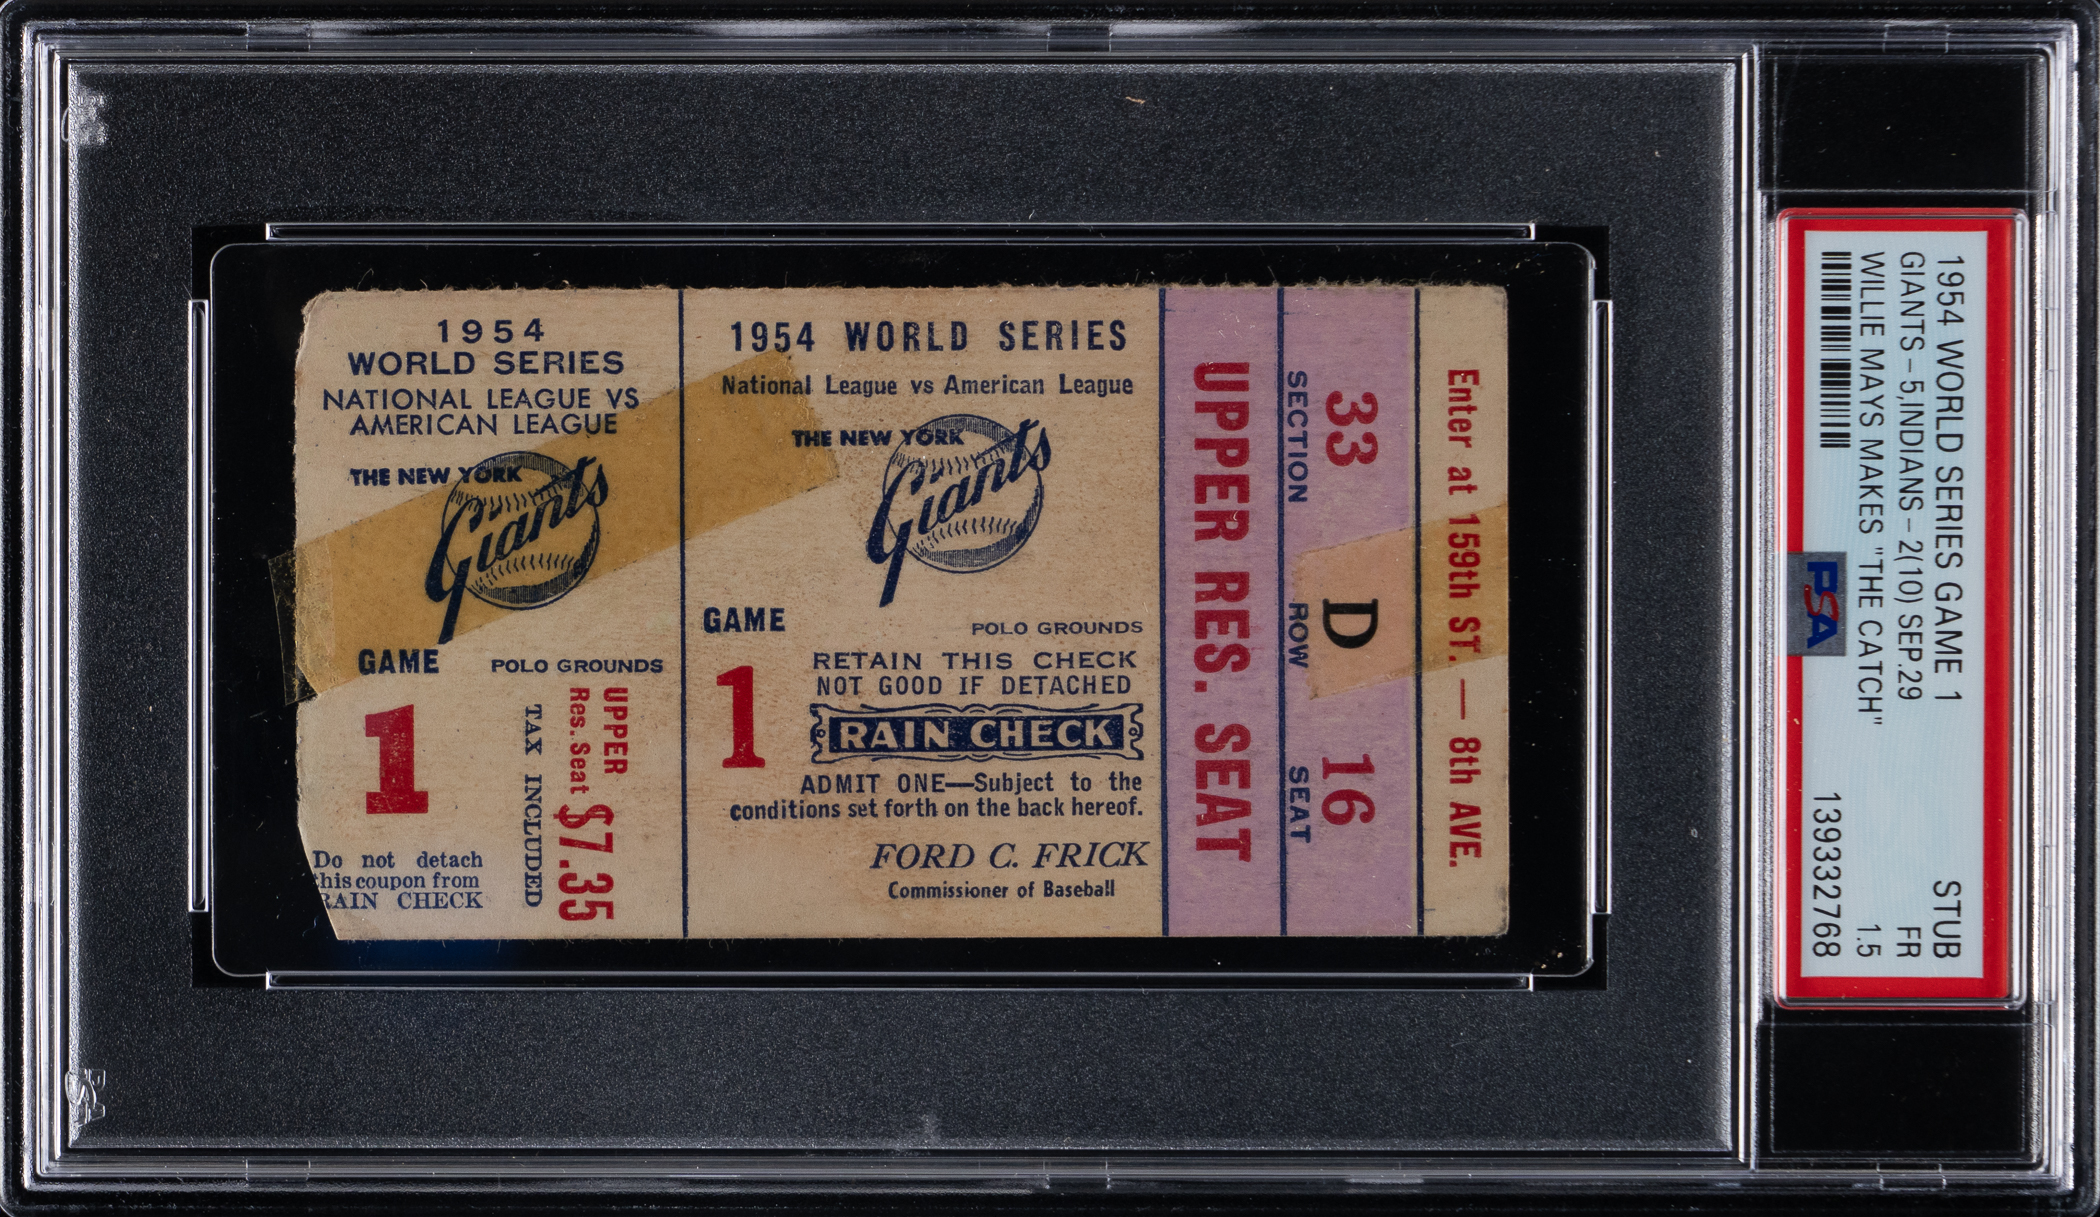 1954
WORLD SERIES
NATIONAL LEAGUE VS
AMERICAN LEAGUE
THE NEW YORK
Giants
GAME
POLO GROUNDS
1
UPPER
Res. Seat $7.35
TAX INCLUDED
Do not detach
this coupon from
RAIN CHECK
1954 WORLD SERIES
National League vs American League
THE NEW YORK
Giants
GAME
POLO GROUNDS
1
RETAIN THIS CHECK
NOT GOOD IF DETACHED
RAIN CHECK
ADMIT ONE—Subject to the
conditions set forth on the back hereof.
FORD C. FRICK
Commissioner of Baseball
UPPER RES. SEAT
33 D 16
SECTION ROW SEAT
Enter at 159th ST. — 8th AVE.
1954 WORLD SERIES GAME 1 STUB
GIANTS-5,INDIANS-2(10) SEP.29 FR
WILLIE MAYS MAKES "THE CATCH" 1.5
PSA
139332768